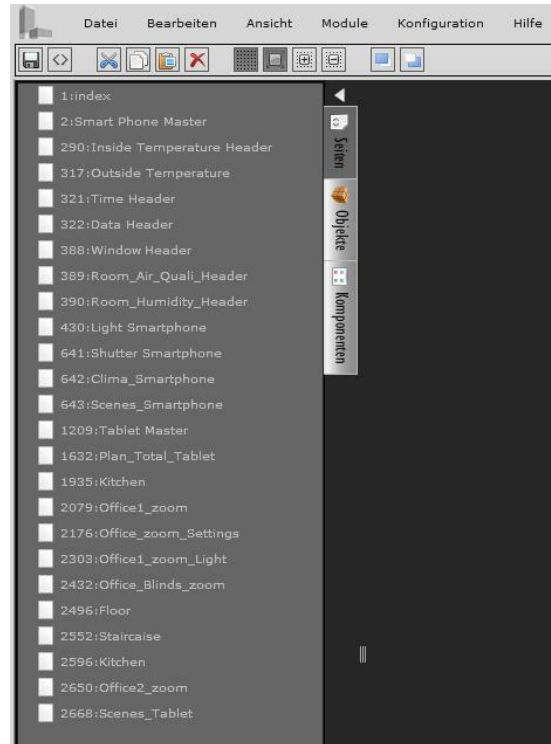 Datei Bearbeiten Ansicht Module Konfiguration Hilfe
1:index
2:Smart Phone Master
290:Inside Temperature Header
317:Outside Temperature
321:Time Header
322:Data Header
388:Window Header
389:Room_Air_Quali_Header
390:Room_Humidity_Header
430:Light Smartphone
641:Shutter Smartphone
642:Clima_Smartphone
643:Scenes_Smartphone
1209:Tablet Master
1632:Plan_Total_Tablet
1935:Kitchen
2079:Office1_zoom
2176:Office_zoom_Settings
2303:Office1_zoom_Light
2432:Office_Blinds_zoom
2496:Floor
2552:Staircaise
2596:Kitchen
2650:Office2_zoom
2668:Scenes_Tablet
Seiten
Objekte
Komponenten